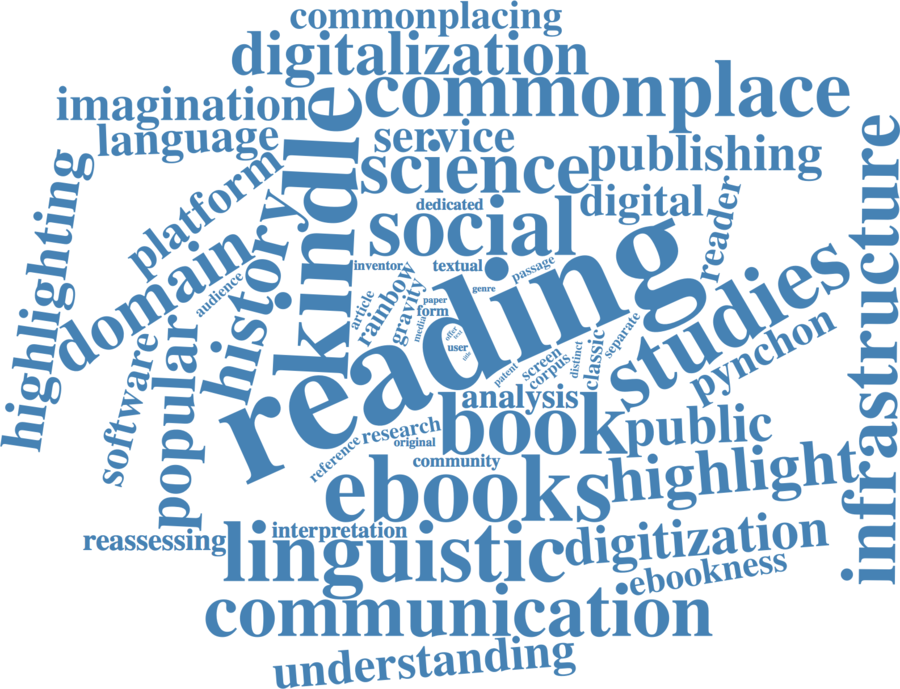 commonplacing
digitalization
commonplace
imagination
language
service
science
publishing
kindle
platform
highlighting
domain
history
dedicated
social
digital
reader
infrastructure
inventor
textual
passage
audience
rainbow
gravity
article
genre
paper
form
media
offer
text
user
title
reading
studies
pynchon
software
popular
patent
screen
corpus
distinct
classic
separate
analysis
book
public
reference
research
original
community
ebooks
highlight
reassessing
interpretation
linguistic
digitization
ebookness
communication
understanding